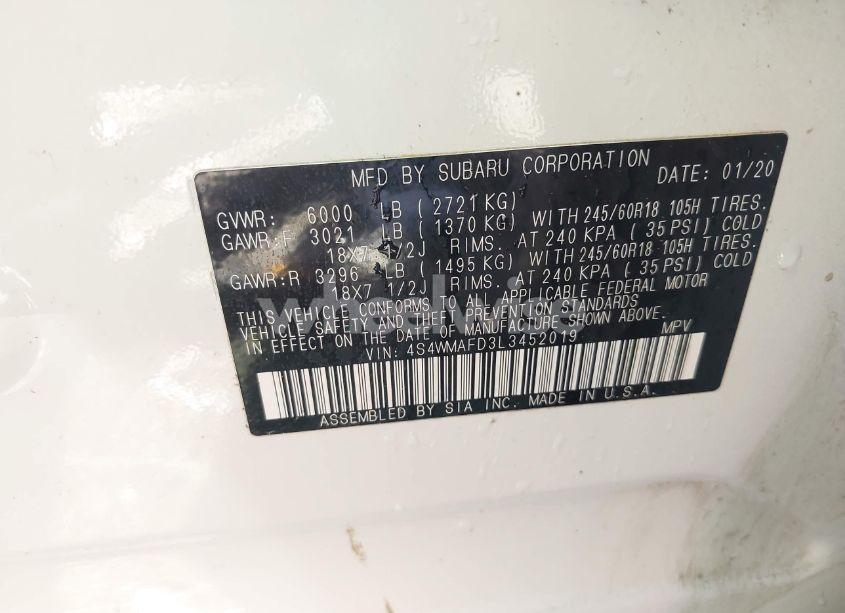 MFD BY SUBARU CORPORATION DATE: 01/20
GVWR: 6000 LB ( 2721 KG)
GAWR:F 3021 LB ( 1370 KG) WITH 245/60R18 105H TIRES.
18X7 1/2J RIMS. AT 240 KPA ( 35 PSI) COLD
GAWR:R 3296 LB ( 1495 KG) WITH 245/60R18 105H TIRES.
18X7 1/2J RIMS. AT 240 KPA ( 35 PSI) COLD
THIS VEHICLE CONFORMS TO ALL APPLICABLE FEDERAL MOTOR
VEHICLE SAFETY AND THEFT PREVENTION STANDARDS
IN EFFECT ON THE DATE OF MANUFACTURE SHOWN ABOVE.
VIN: 4S4WMAFD3L3452019 MPV
ASSEMBLED BY SIA INC. MADE IN U.S.A.